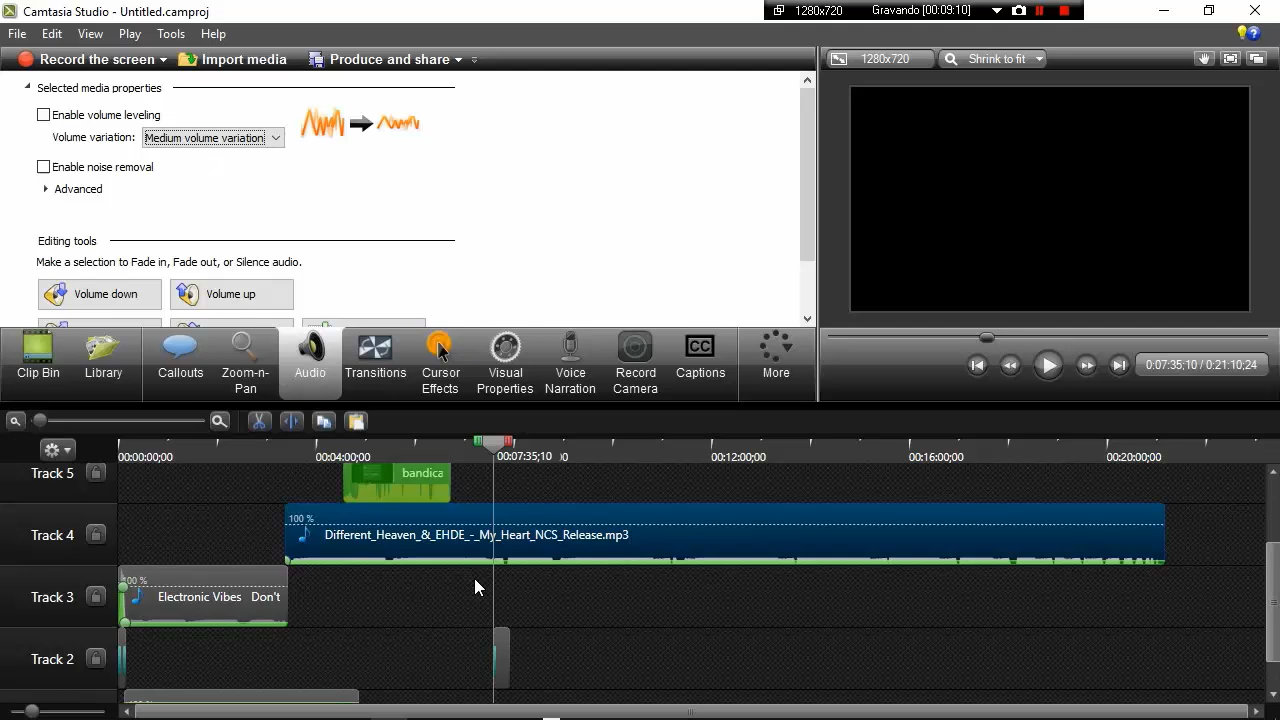 Camtasia Studio - Untitled.camproj
1280x720
Gravando [00:09:10]
File Edit View Play Tools Help
Record the screen
Import media
Produce and share
1280x720
Shrink to fit
Selected media properties
Enable volume leveling
Volume variation: Medium volume variation
Enable noise removal
Advanced
Editing tools
Make a selection to Fade in, Fade out, or Silence audio.
Volume down
Volume up
Clip Bin
Library
Callouts
Zoom-n-
Pan
Audio
Transitions
Cursor
Effects
Visual
Properties
Voice
Narration
Record
Camera
CC
Captions
More
0:07:35;10 / 0:21:10;24
00:00:00;00
00:04:00;00
00:07:35;10
00:12:00;00
00:16:00;00
00:20:00;00
Track 5
bandica
Track 4
100 %
Different_Heaven_&_EHDE_-_My_Heart_NCS_Release.mp3
Track 3
100 %
Electronic Vibes Don't
Track 2